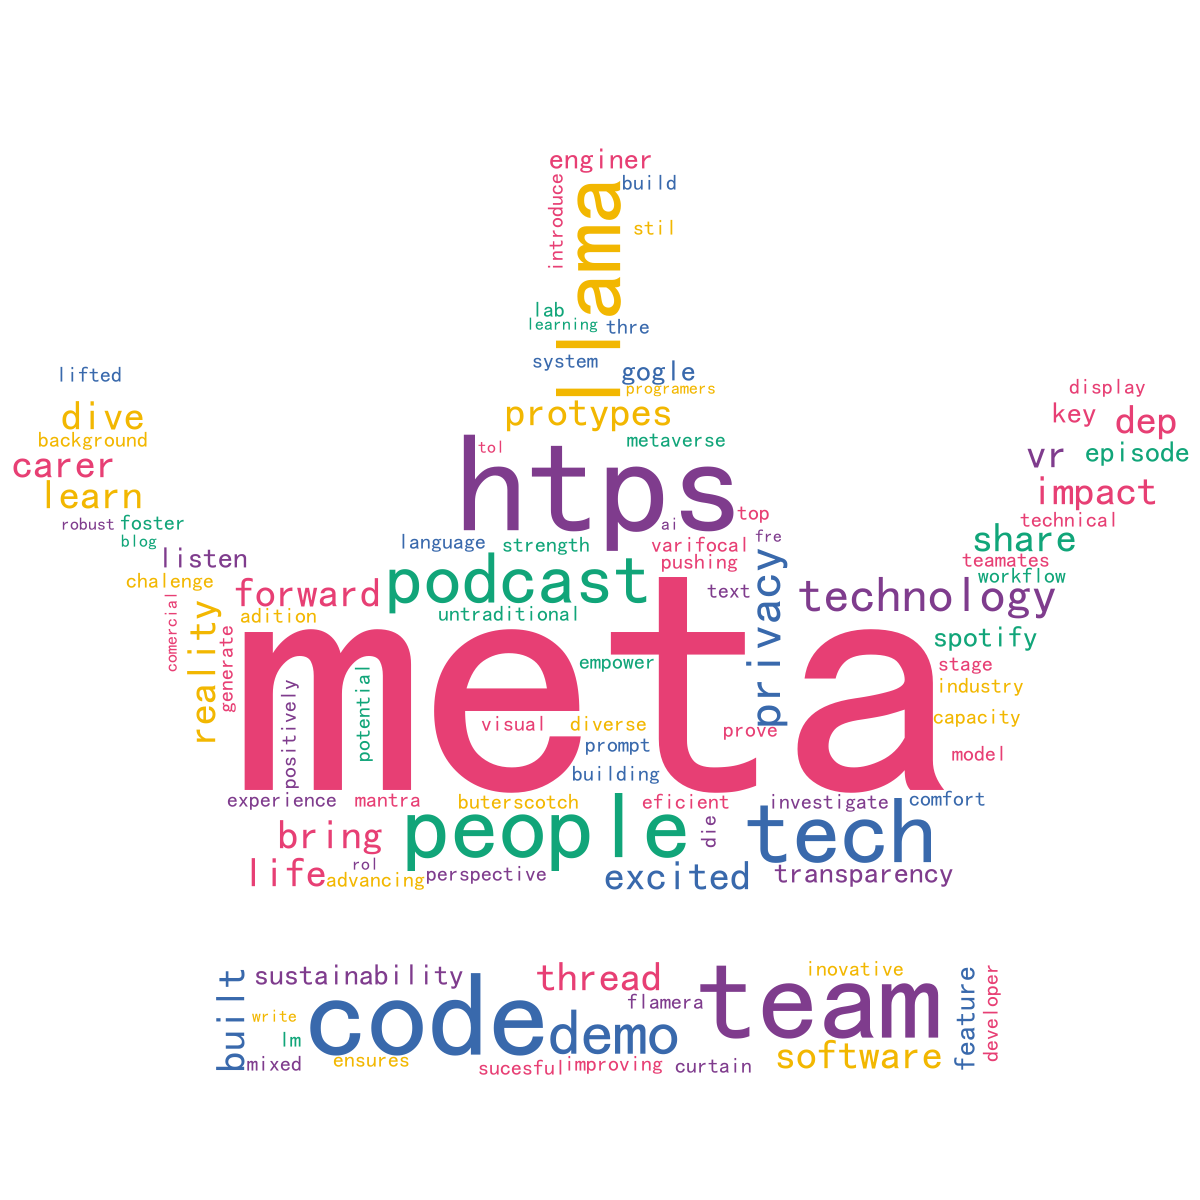 enginer
introduce
build
llama
stil
lab
learning
thre
system
gogle
programers
protypes
metaverse
htps
tol
ai
top
fre
language
strength
varifocal
pushing
podcast
text
privacy
untraditional
lifted
dive
background
carer
learn
robust
foster
blog
listen
chalenge
forward
adition
comercial
reality
generate
display
key
dep
vr
episode
impact
technical
share
teamates
workflow
technology
spotify
stage
industry
capacity
model
comfort
meta
empower
positively
potential
visual
diverse
prove
prompt
building
experience
mantra
buterscotch
eficient
investigate
bring
people
die
tech
life
rol
advancing
perspective
excited
transparency
built
sustainability
thread
inovative
write
code
flamera
team
feature
developer
lm
demo
mixed
ensures
software
sucesful
improving
curtain